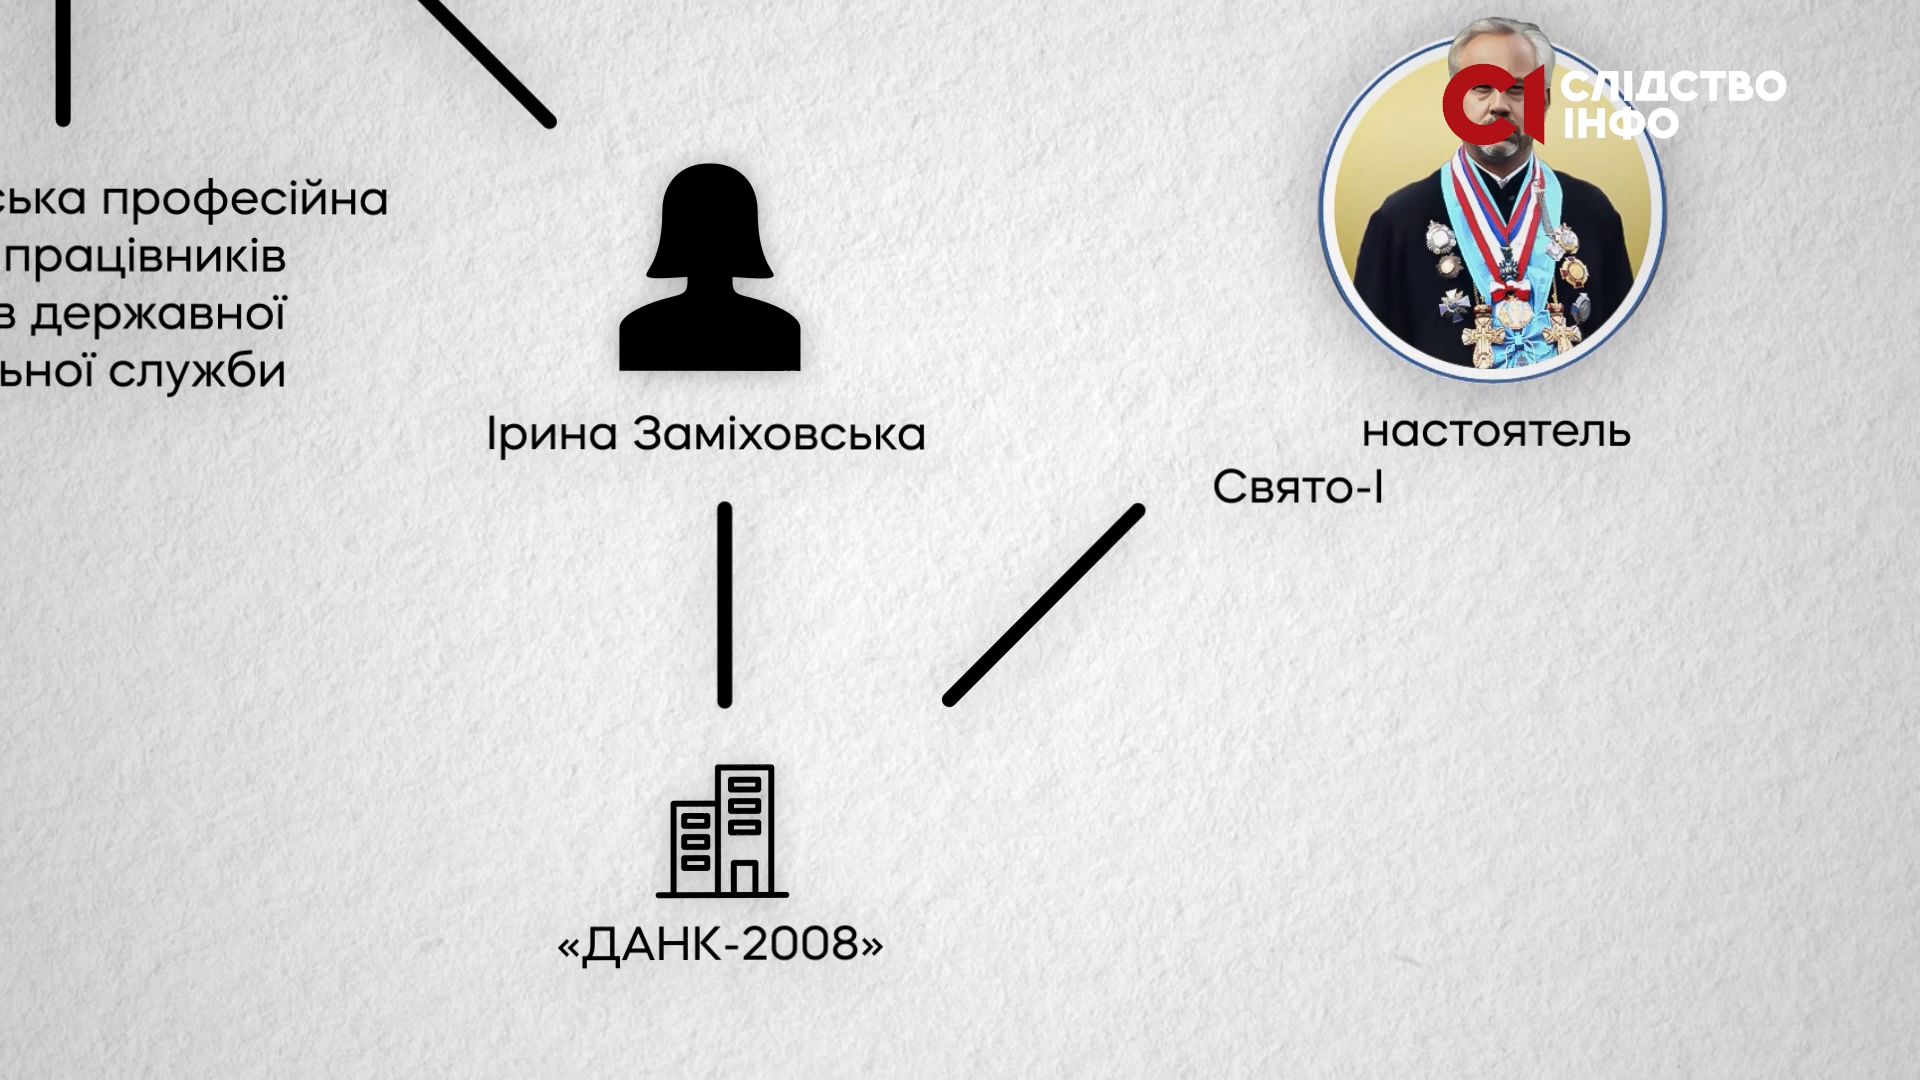 СЛІДСТВО
ІНФО
ська професійна
працівників
в державної
ьної служби
Ірина Заміховська
настоятель
Свято-І
«ДАНК-2008»